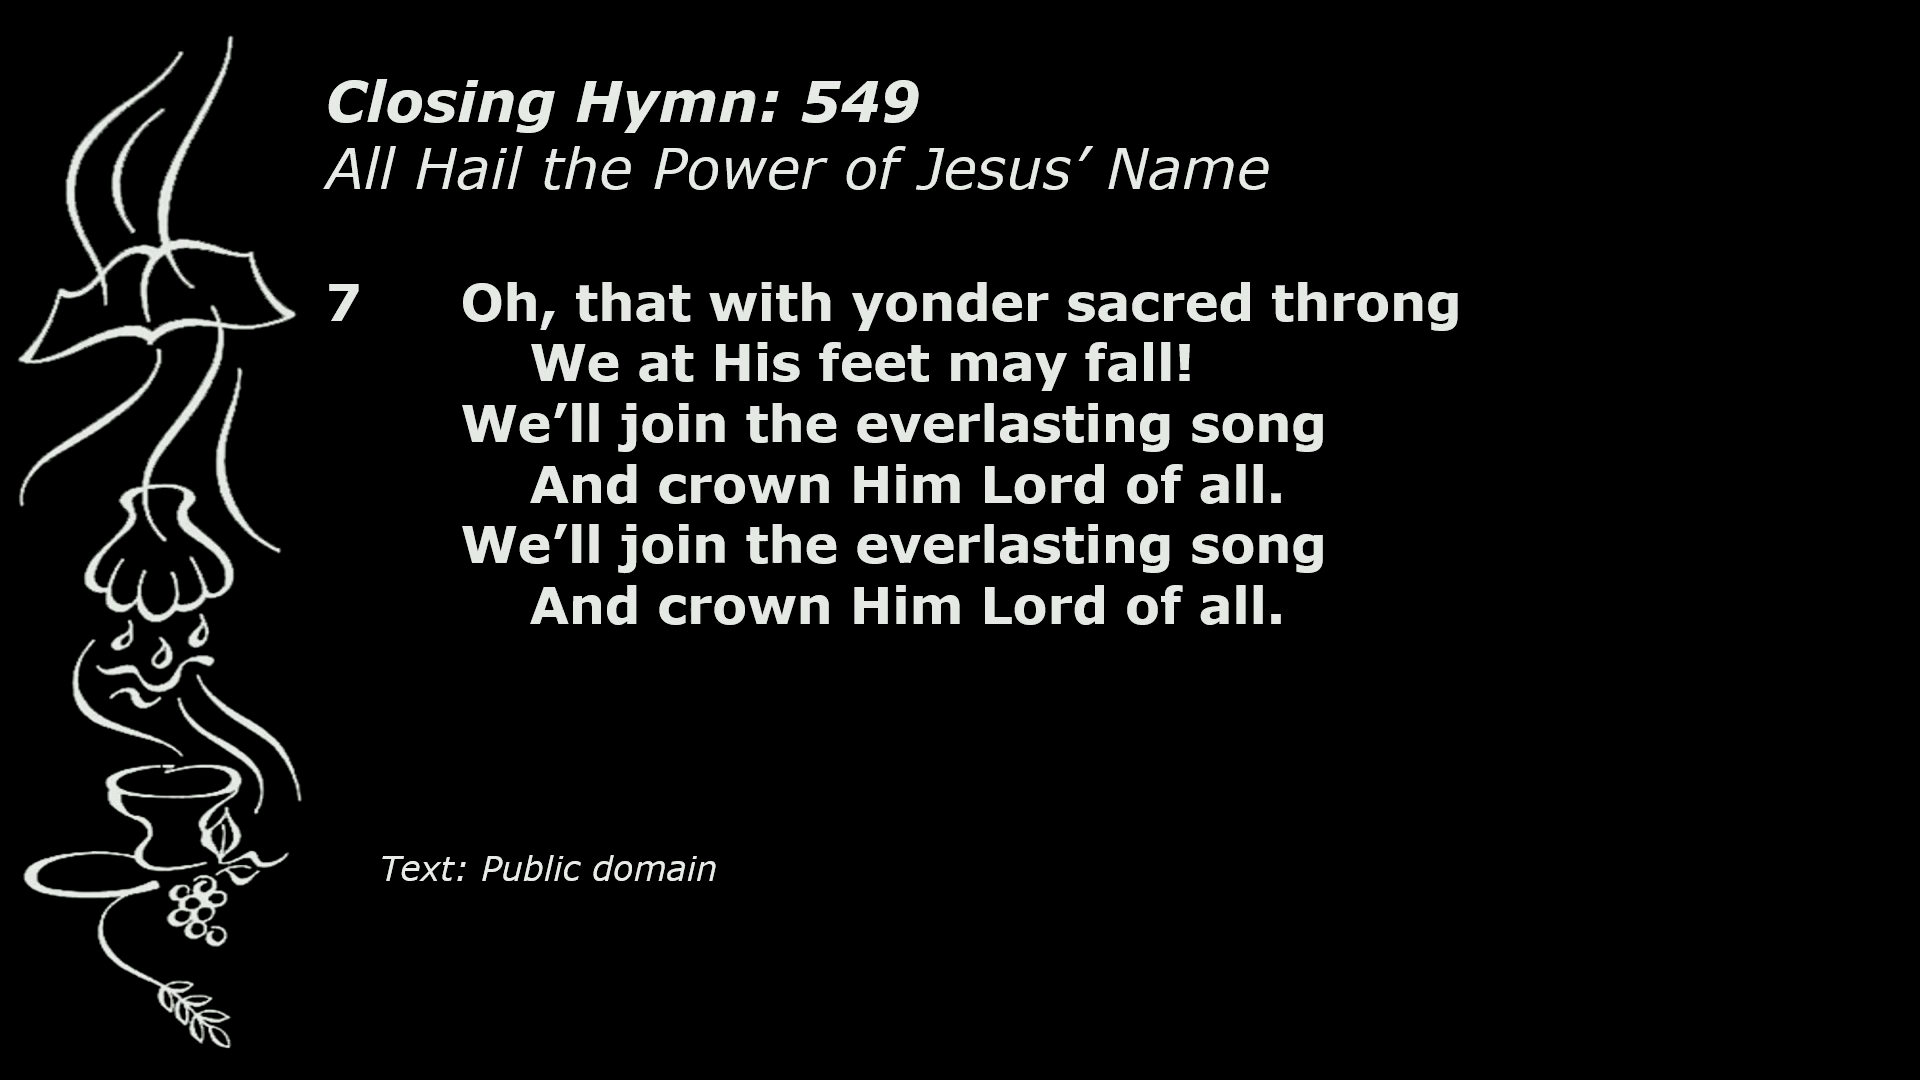 Closing Hymn: 549
All Hail the Power of Jesus’ Name
7 Oh, that with yonder sacred throng
We at His feet may fall!
We’ll join the everlasting song
And crown Him Lord of all.
We’ll join the everlasting song
And crown Him Lord of all.
Text: Public domain